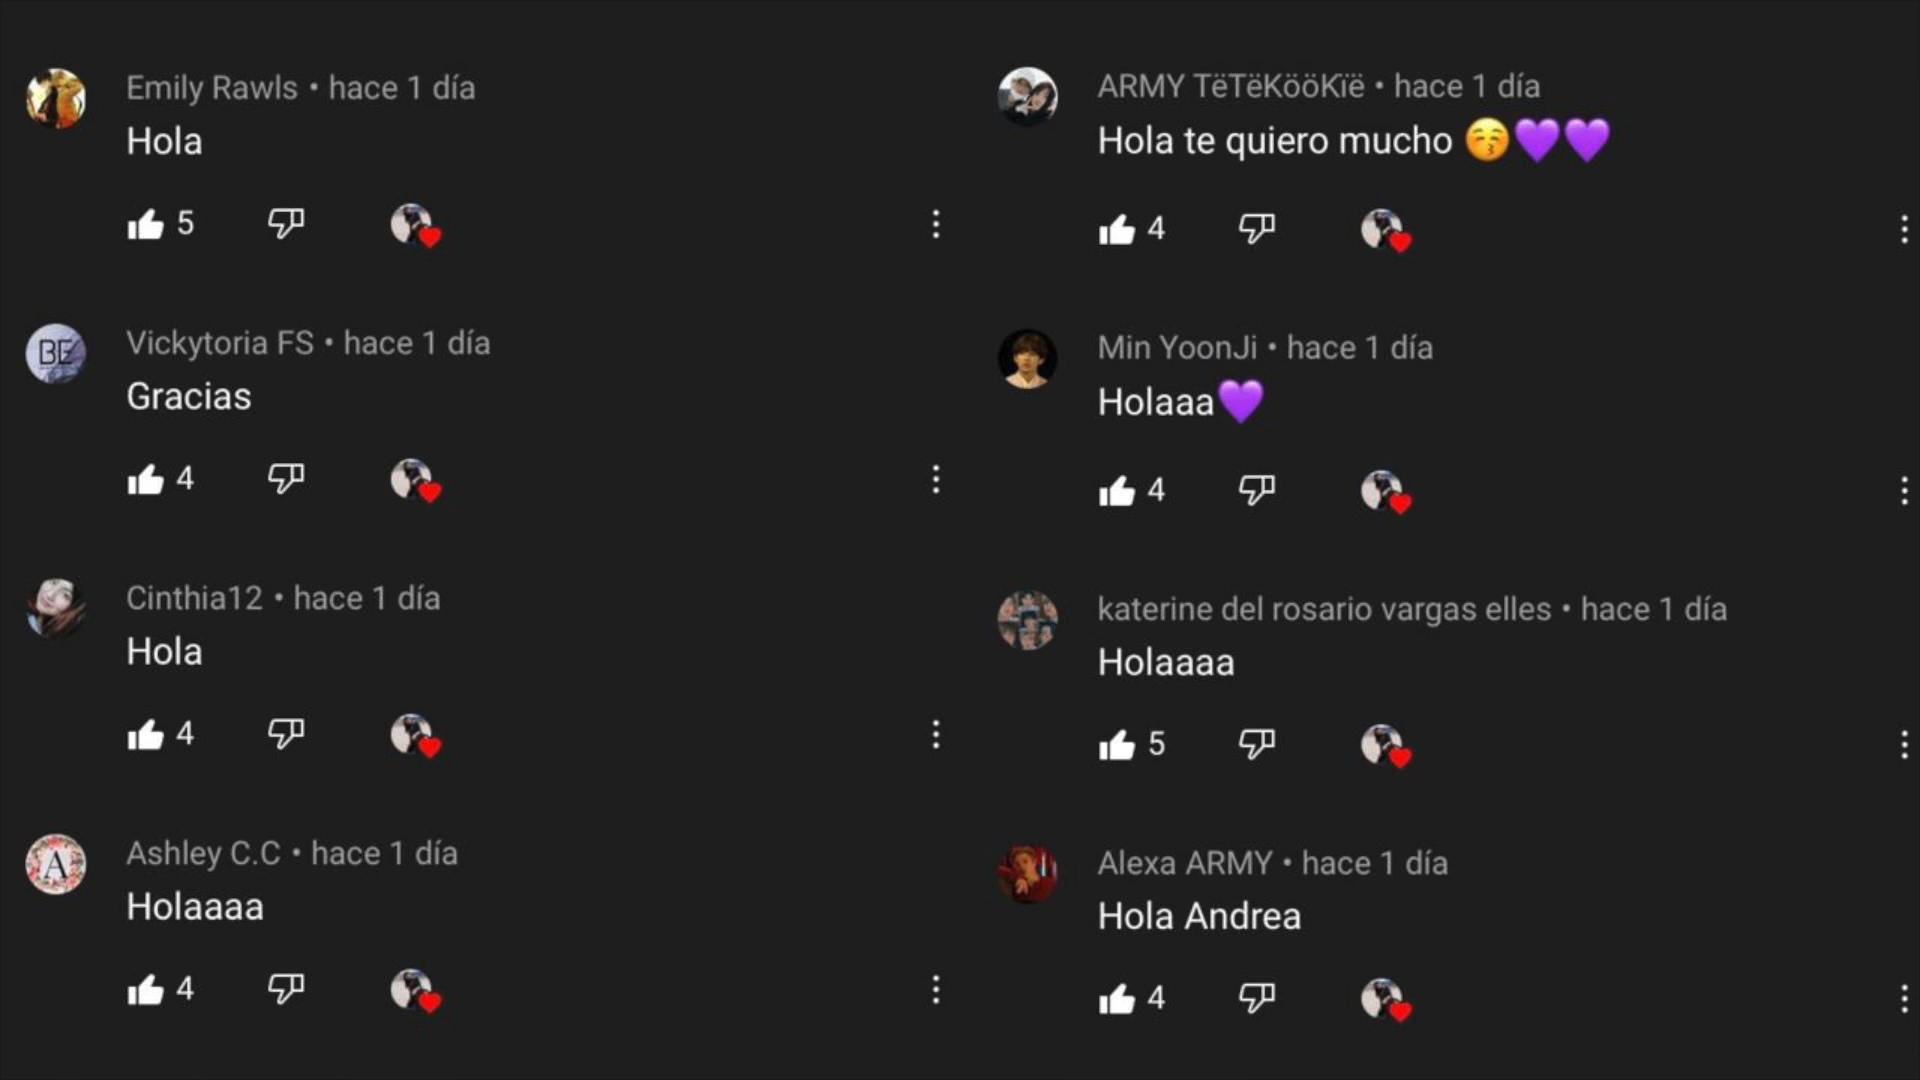 Emily Rawls • hace 1 día
Hola
5
Vickytoria FS • hace 1 día
BE
Gracias
4
Cinthia12 • hace 1 día
Hola
4
Ashley C.C • hace 1 día
A
Holaaaa
4
ARMY TëTëKööKïë • hace 1 día
Hola te quiero mucho 😚💜💜
4
Min YoonJi • hace 1 día
Holaaa💜
4
katerine del rosario vargas elles • hace 1 día
Holaaaa
5
Alexa ARMY • hace 1 día
Hola Andrea
4